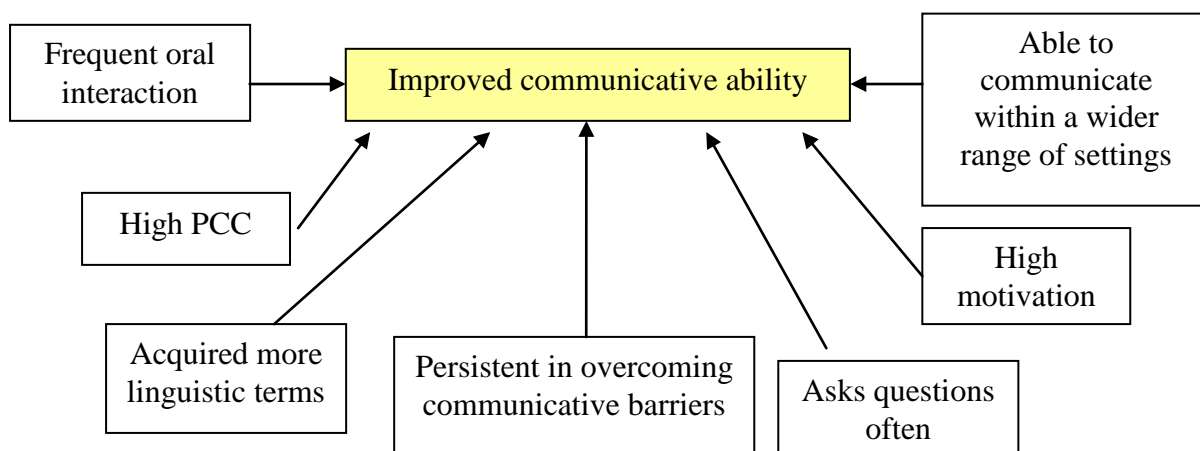 Frequent oral
interaction
Improved communicative ability
Able to
communicate
within a wider
range of settings
High PCC
High
motivation
Acquired more
linguistic terms
Persistent in overcoming
communicative barriers
Asks questions
often